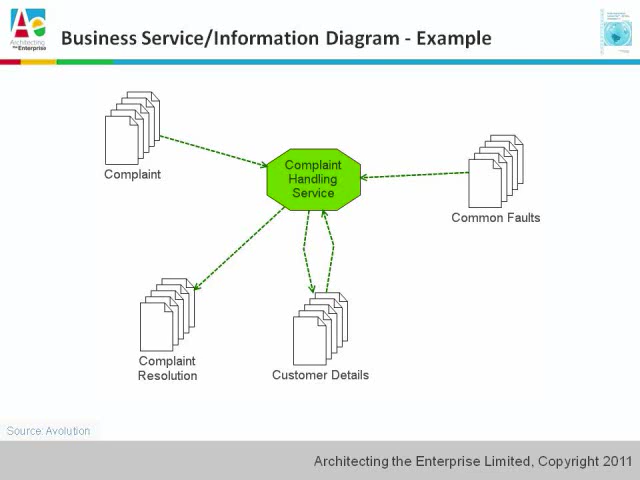 Ae
Architecting
the Enterprise
Business Service/Information Diagram - Example
Complaint
Complaint
Handling
Service
Common Faults
Complaint
Resolution
Customer Details
Source: Avolution
Architecting the Enterprise Limited, Copyright 2011